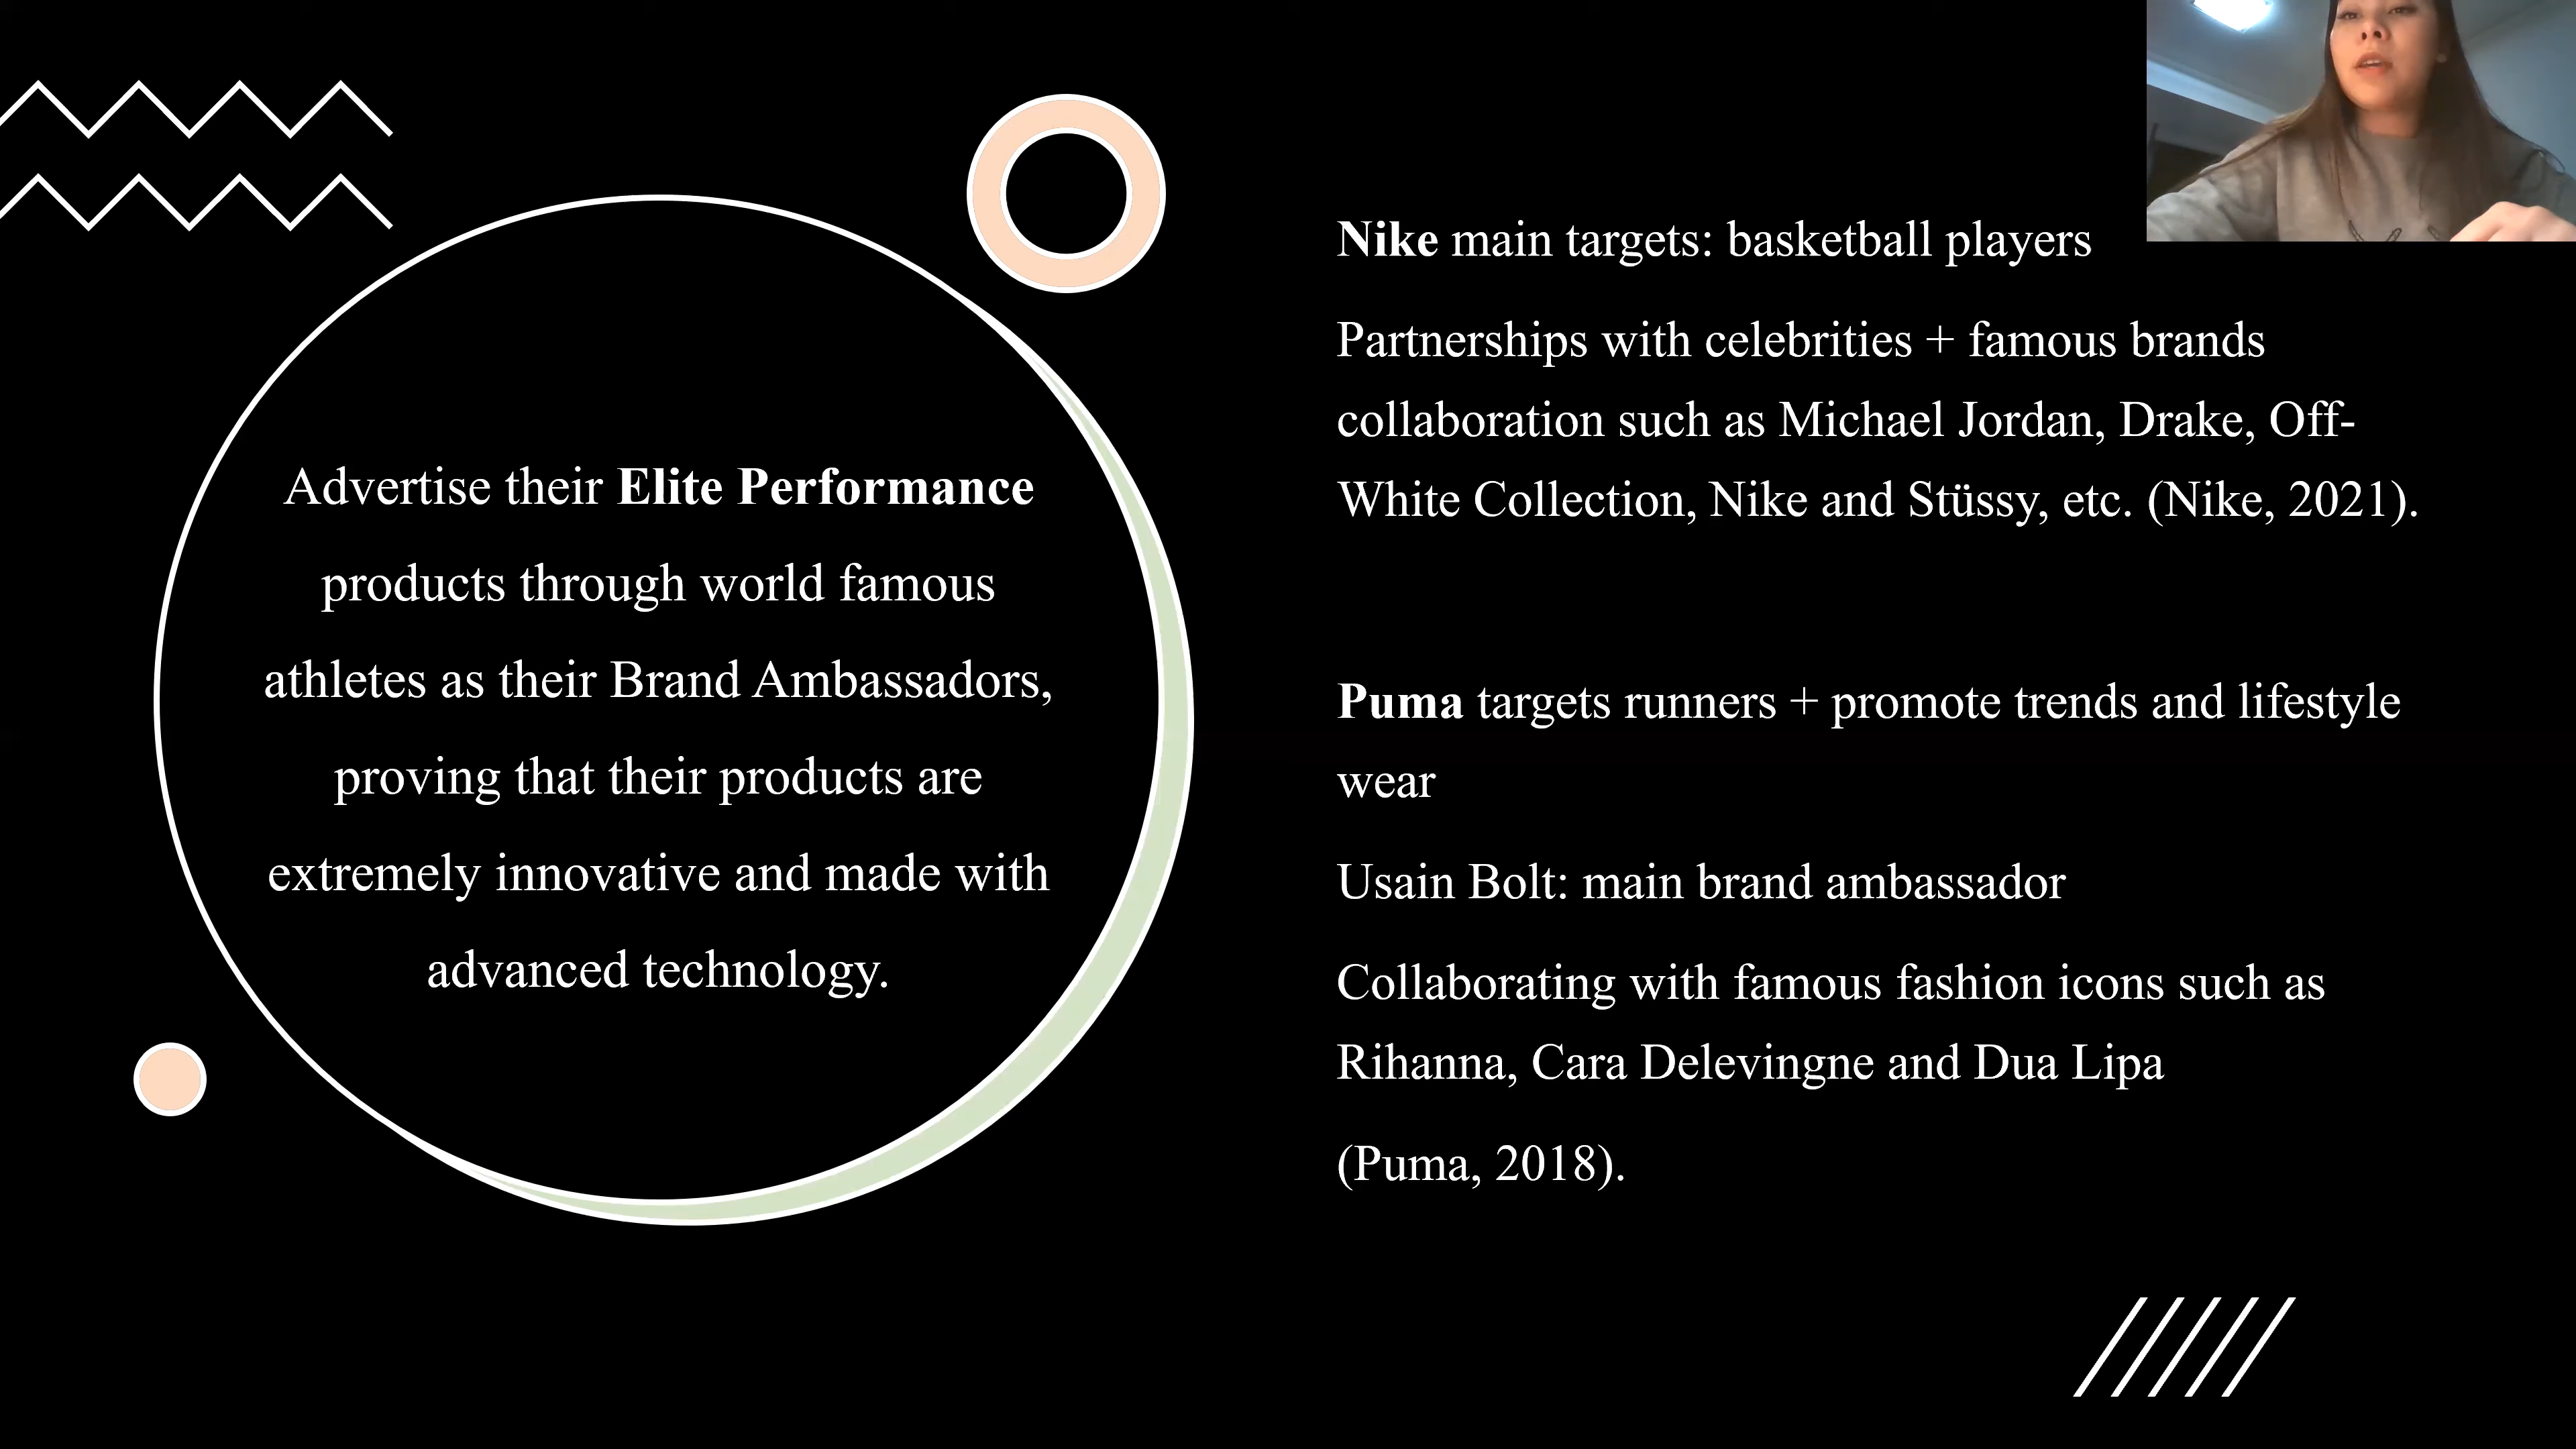 Advertise their Elite Performance
products through world famous
athletes as their Brand Ambassadors,
proving that their products are
extremely innovative and made with
advanced technology.
Nike main targets: basketball players
Partnerships with celebrities + famous brands
collaboration such as Michael Jordan, Drake, Off-
White Collection, Nike and Stüssy, etc. (Nike, 2021).
Puma targets runners + promote trends and lifestyle
wear
Usain Bolt: main brand ambassador
Collaborating with famous fashion icons such as
Rihanna, Cara Delevingne and Dua Lipa
(Puma, 2018).